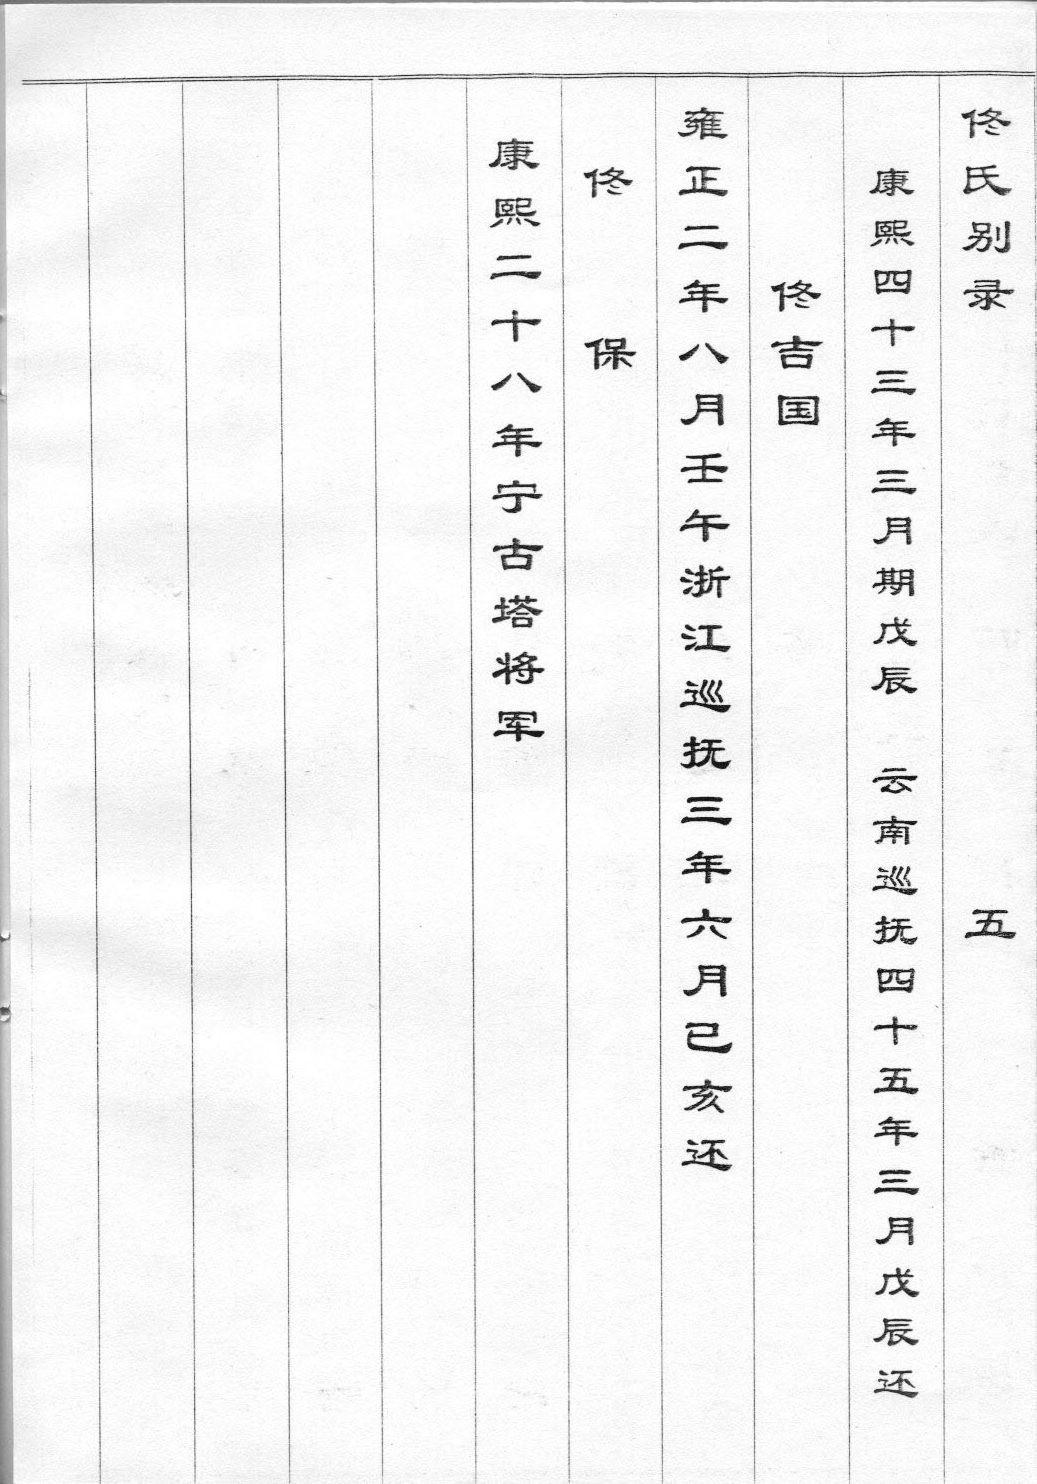 佟氏别录 五
康熙四十三年三月期戊辰 云南巡抚四十五年三月戊辰还
佟吉国
雍正二年八月壬午浙江巡抚三年六月已亥还
佟保
康熙二十八年宁古塔将军